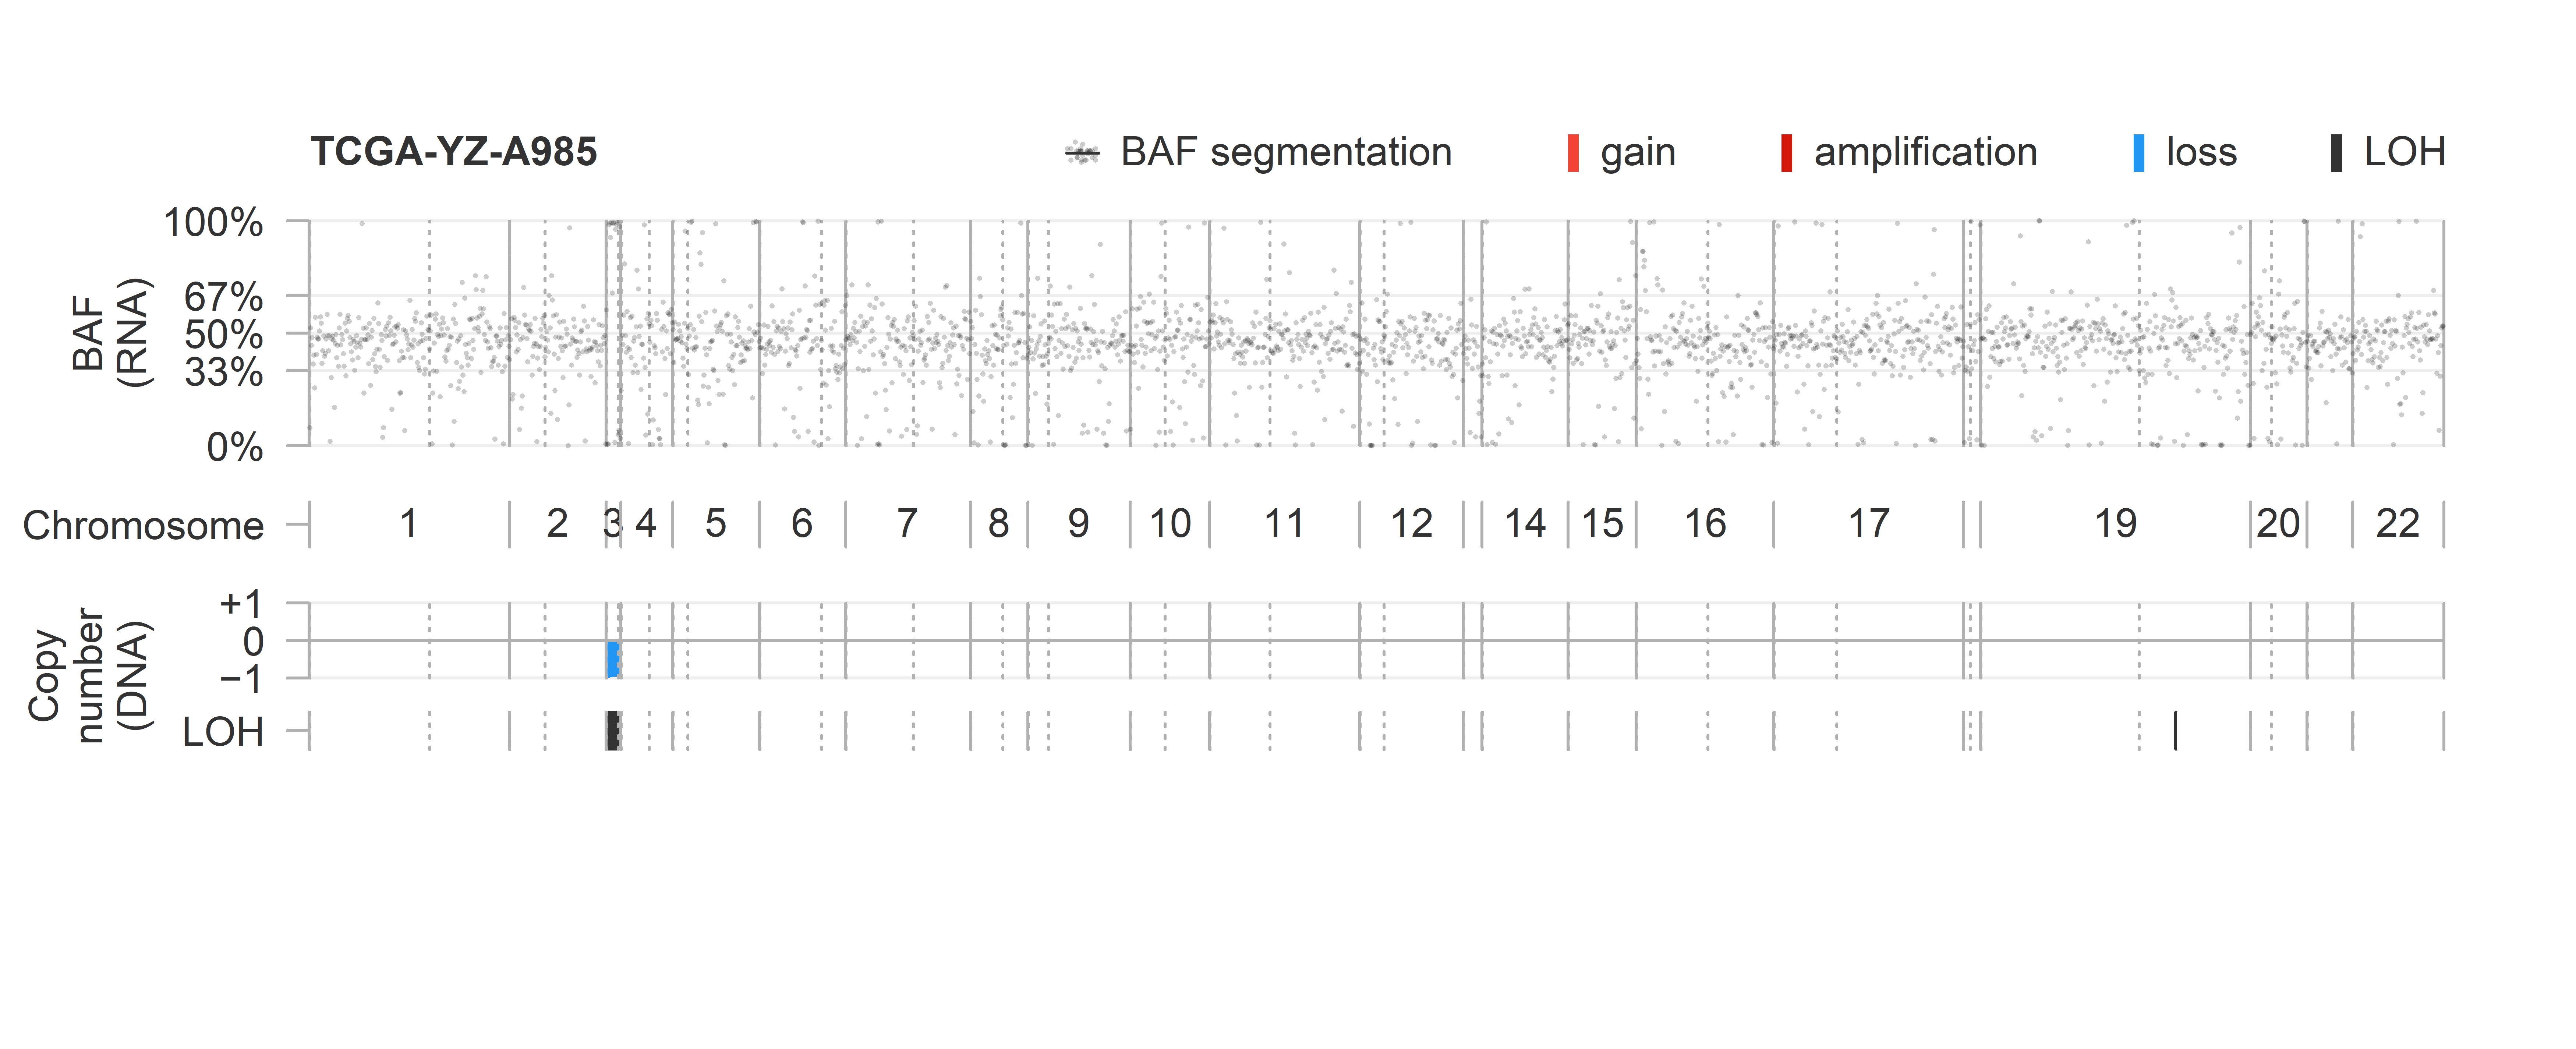 TCGA-YZ-A985
BAF segmentation gain amplification loss LOH
BAF
(RNA)
100%
67%
50%
33%
0%
Chromosome 1 2 3 4 5 6 7 8 9 10 11 12 14 15 16 17 19 20 22
Copy
number
(DNA)
+1
0
−1
LOH